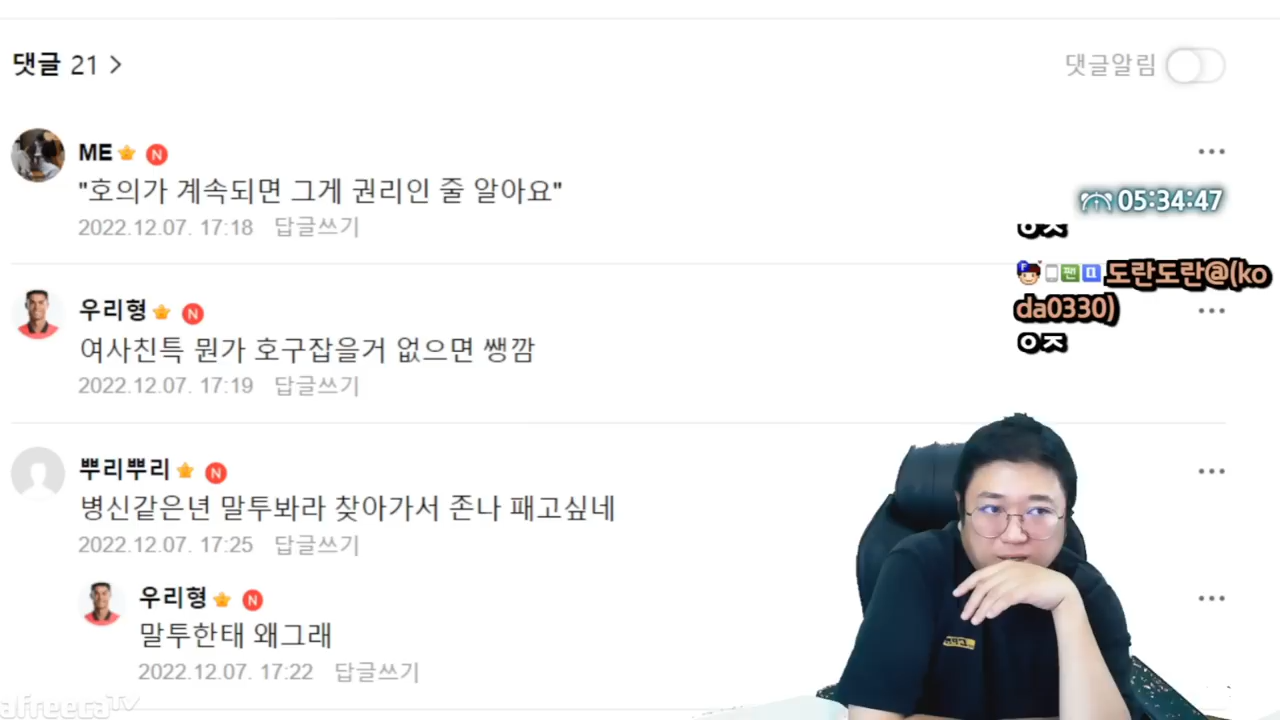 댓글 21 >
댓글알림
ME
N
"호의가 계속되면 그게 권리인 줄 알아요"
2022.12.07. 17:18 답글쓰기
05:34:47
ㅇㅈ
팬 도란도란@(ko
da0330)
ㅇㅈ
우리형
N
여사친특 뭔가 호구잡을거 없으면 쌩깜
2022.12.07. 17:19 답글쓰기
뿌리뿌리
N
병신같은년 말투봐라 찾아가서 존나 패고싶네
2022.12.07. 17:25 답글쓰기
우리형
N
말투한태 왜그래
2022.12.07. 17:22 답글쓰기
afreecaTV